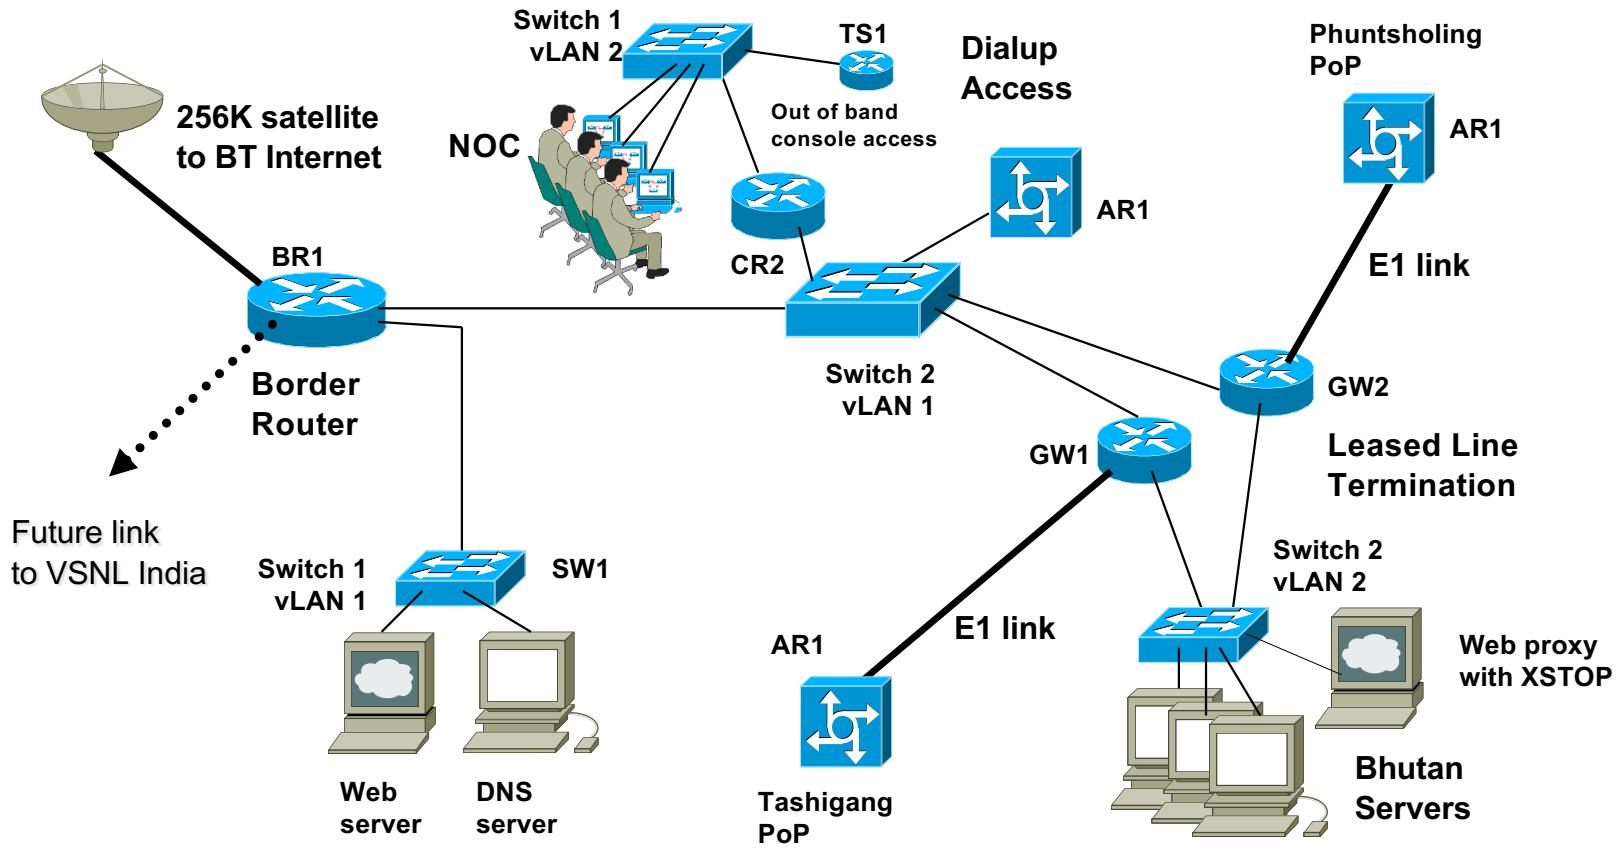 Switch 1
vLAN 2
TS1
Dialup
Access
Phuntsholing
PoP
256K satellite
to BT Internet
NOC
Out of band
console access
AR1
AR1
BR1
CR2
E1 link
Border
Router
Switch 2
vLAN 1
GW2
GW1
Leased Line
Termination
Future link
to VSNL India
Switch 1
vLAN 1
SW1
Switch 2
vLAN 2
E1 link
AR1
Web proxy
with XSTOP
Web
server
DNS
server
Tashigang
PoP
Bhutan
Servers